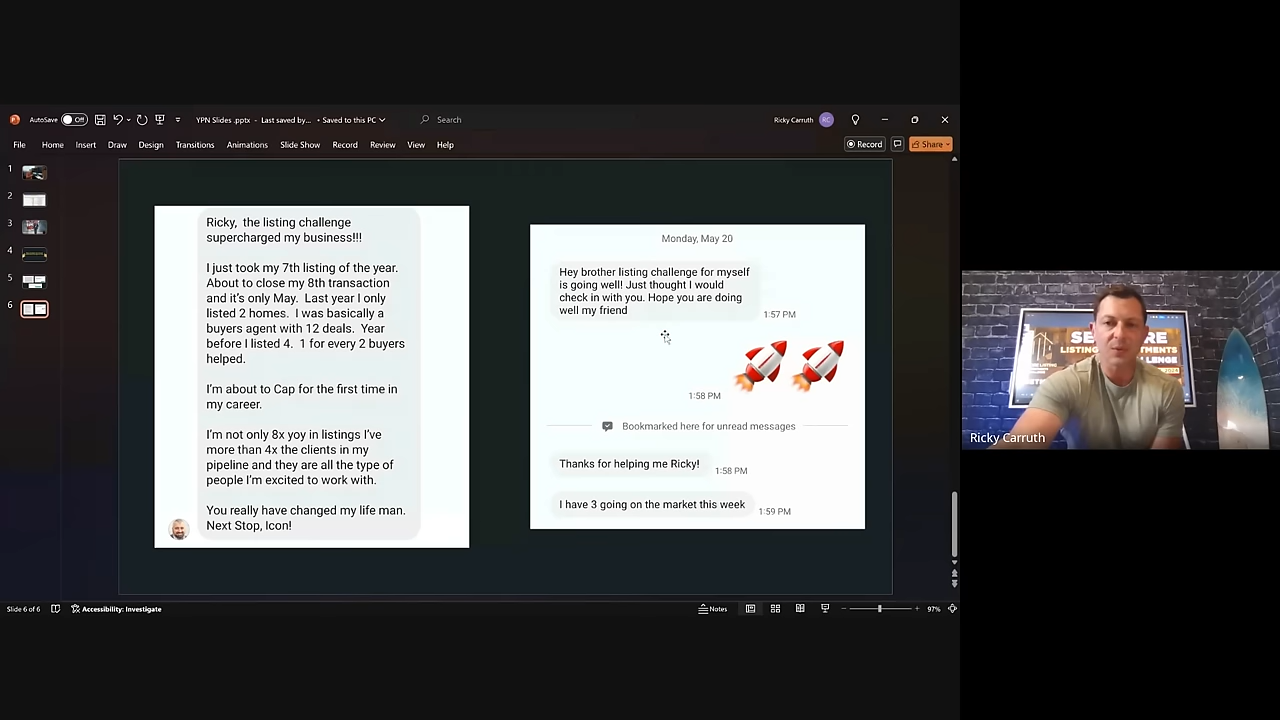 AutoSave Off YPN Slides .pptx - Last saved by... • Saved to this PC Search Ricky Carruth RC
File Home Insert Draw Design Transitions Animations Slide Show Record Review View Help Record Share
1
2
3
4
5
6
Ricky, the listing challenge
supercharged my business!!!
I just took my 7th listing of the year.
About to close my 8th transaction
and it's only May. Last year I only
listed 2 homes. I was basically a
buyers agent with 12 deals. Year
before I listed 4. 1 for every 2 buyers
helped.
I'm about to Cap for the first time in
my career.
I'm not only 8x yoy in listings I've
more than 4x the clients in my
pipeline and they are all the type of
people I'm excited to work with.
You really have changed my life man.
Next Stop, Icon!
Monday, May 20
Hey brother listing challenge for myself
is going well! Just thought I would
check in with you. Hope you are doing
well my friend
1:57 PM
1:58 PM
Bookmarked here for unread messages
Thanks for helping me Ricky!
1:58 PM
I have 3 going on the market this week
1:59 PM
LISTING
Ricky Carruth
Slide 6 of 6 Accessibility: Investigate Notes 97%